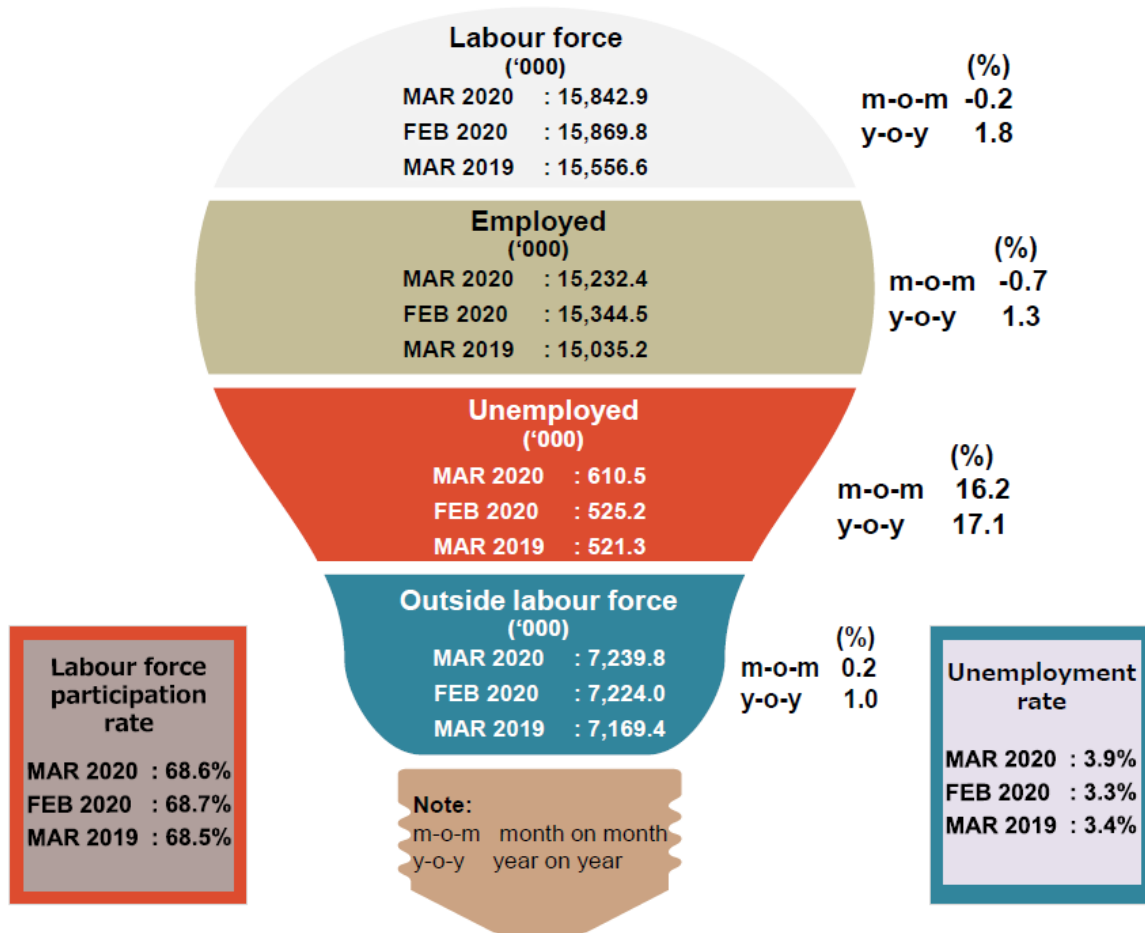 Labour force
(‘000)
MAR 2020 : 15,842.9
FEB 2020 : 15,869.8
MAR 2019 : 15,556.6
(%)
m-o-m -0.2
y-o-y 1.8
Employed
(‘000)
MAR 2020 : 15,232.4
FEB 2020 : 15,344.5
MAR 2019 : 15,035.2
(%)
m-o-m -0.7
y-o-y 1.3
Unemployed
(‘000)
MAR 2020 : 610.5
FEB 2020 : 525.2
MAR 2019 : 521.3
(%)
m-o-m 16.2
y-o-y 17.1
Outside labour force
(‘000)
MAR 2020 : 7,239.8
FEB 2020 : 7,224.0
MAR 2019 : 7,169.4
(%)
m-o-m 0.2
y-o-y 1.0
Labour force
participation
rate
MAR 2020 : 68.6%
FEB 2020 : 68.7%
MAR 2019 : 68.5%
Unemployment
rate
MAR 2020 : 3.9%
FEB 2020 : 3.3%
MAR 2019 : 3.4%
Note:
m-o-m month on month
y-o-y year on year